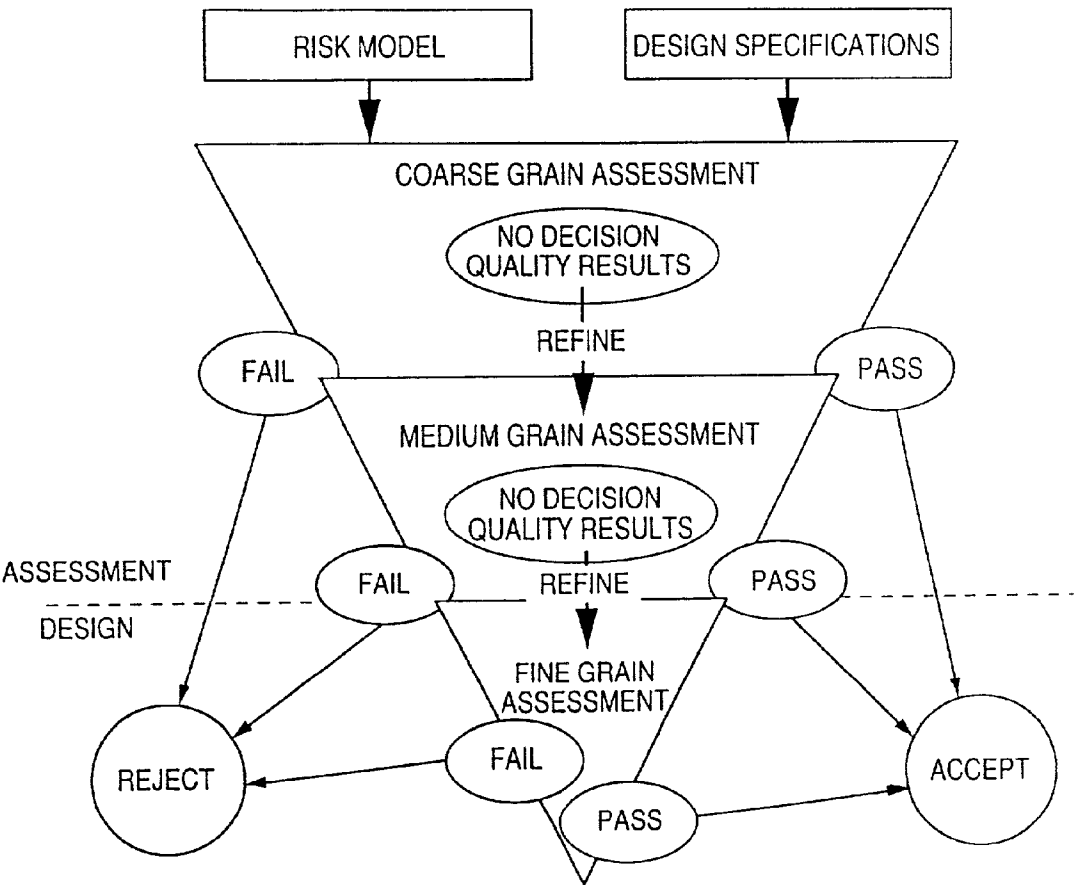 RISK MODEL
DESIGN SPECIFICATIONS
COARSE GRAIN ASSESSMENT
NO DECISION
QUALITY RESULTS
REFINE
FAIL
PASS
MEDIUM GRAIN ASSESSMENT
NO DECISION
QUALITY RESULTS
ASSESSMENT
FAIL
REFINE
PASS
DESIGN
FINE GRAIN
ASSESSMENT
FAIL
REJECT
ACCEPT
PASS